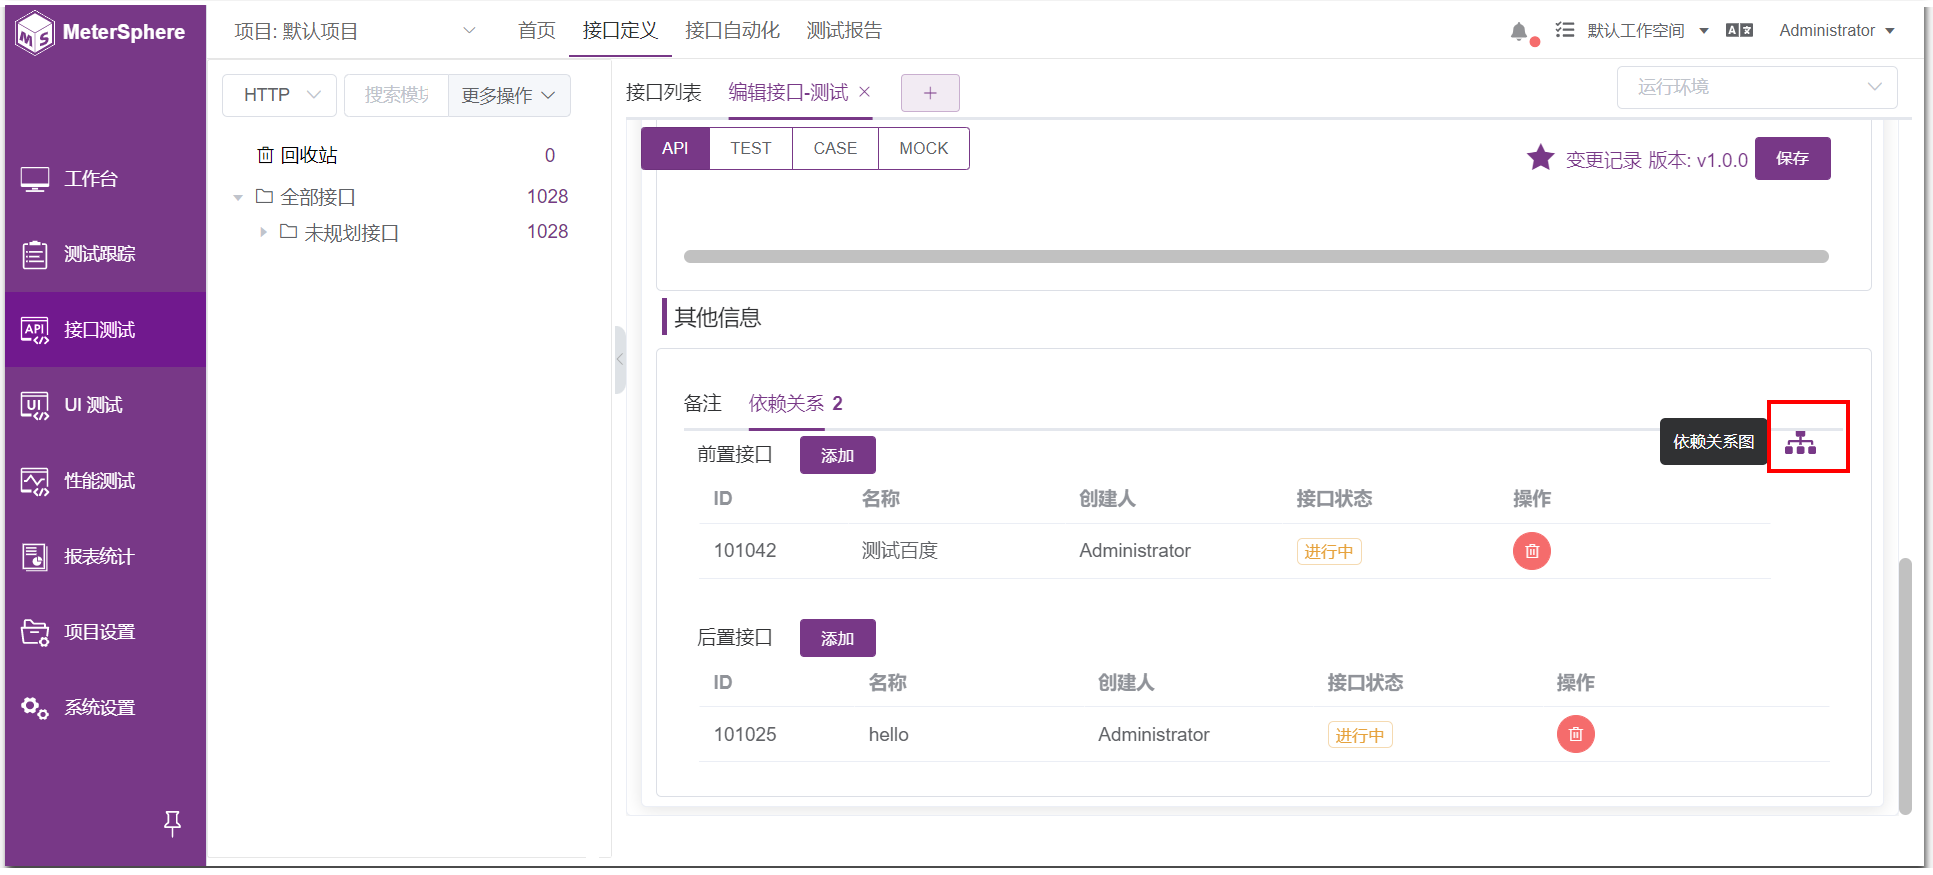 MeterSphere
项目: 默认项目
首页
接口定义
接口自动化
测试报告
默认工作空间
Administrator
工作台
测试跟踪
API 接口测试
UI UI 测试
性能测试
报表统计
项目设置
系统设置
HTTP
搜索模块
更多操作
回收站 0
全部接口 1028
未规划接口 1028
接口列表
编辑接口-测试
+
运行环境
API
TEST
CASE
MOCK
变更记录 版本: v1.0.0
保存
其他信息
备注
依赖关系 2
依赖关系图
前置接口
添加
ID 名称 创建人 接口状态 操作
101042 测试百度 Administrator 进行中
后置接口
添加
ID 名称 创建人 接口状态 操作
101025 hello Administrator 进行中